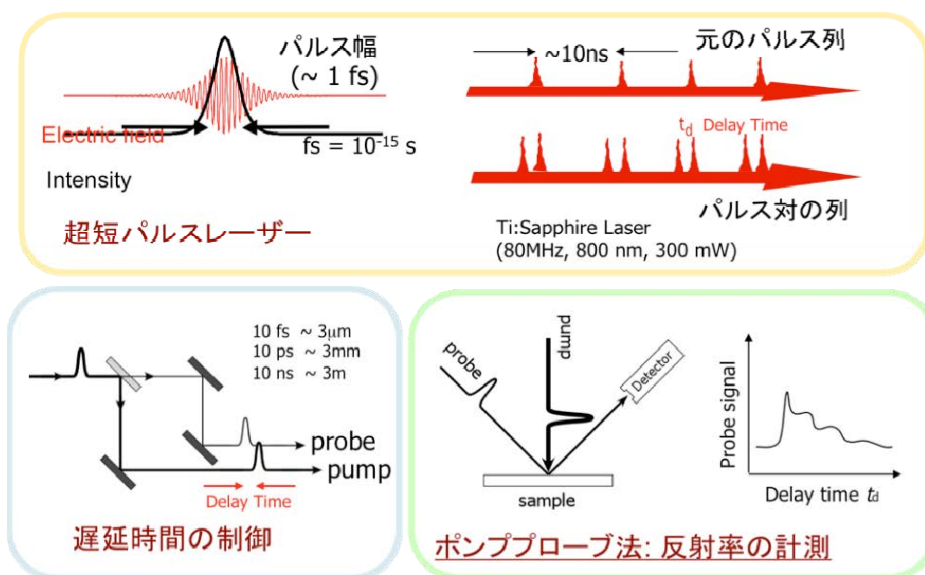 パルス幅
(~ 1 fs)
Electric field
fs = 10⁻¹⁵ s
Intensity
超短パルスレーザー
~10ns
元のパルス列
t_d Delay Time
パルス対の列
Ti:Sapphire Laser
(80MHz, 800 nm, 300 mW)
10 fs ~ 3μm
10 ps ~ 3mm
10 ns ~ 3m
probe
pump
Delay Time
遅延時間の制御
probe
pump
Detector
sample
Probe signal
Delay time t_d
ポンププローブ法: 反射率の計測